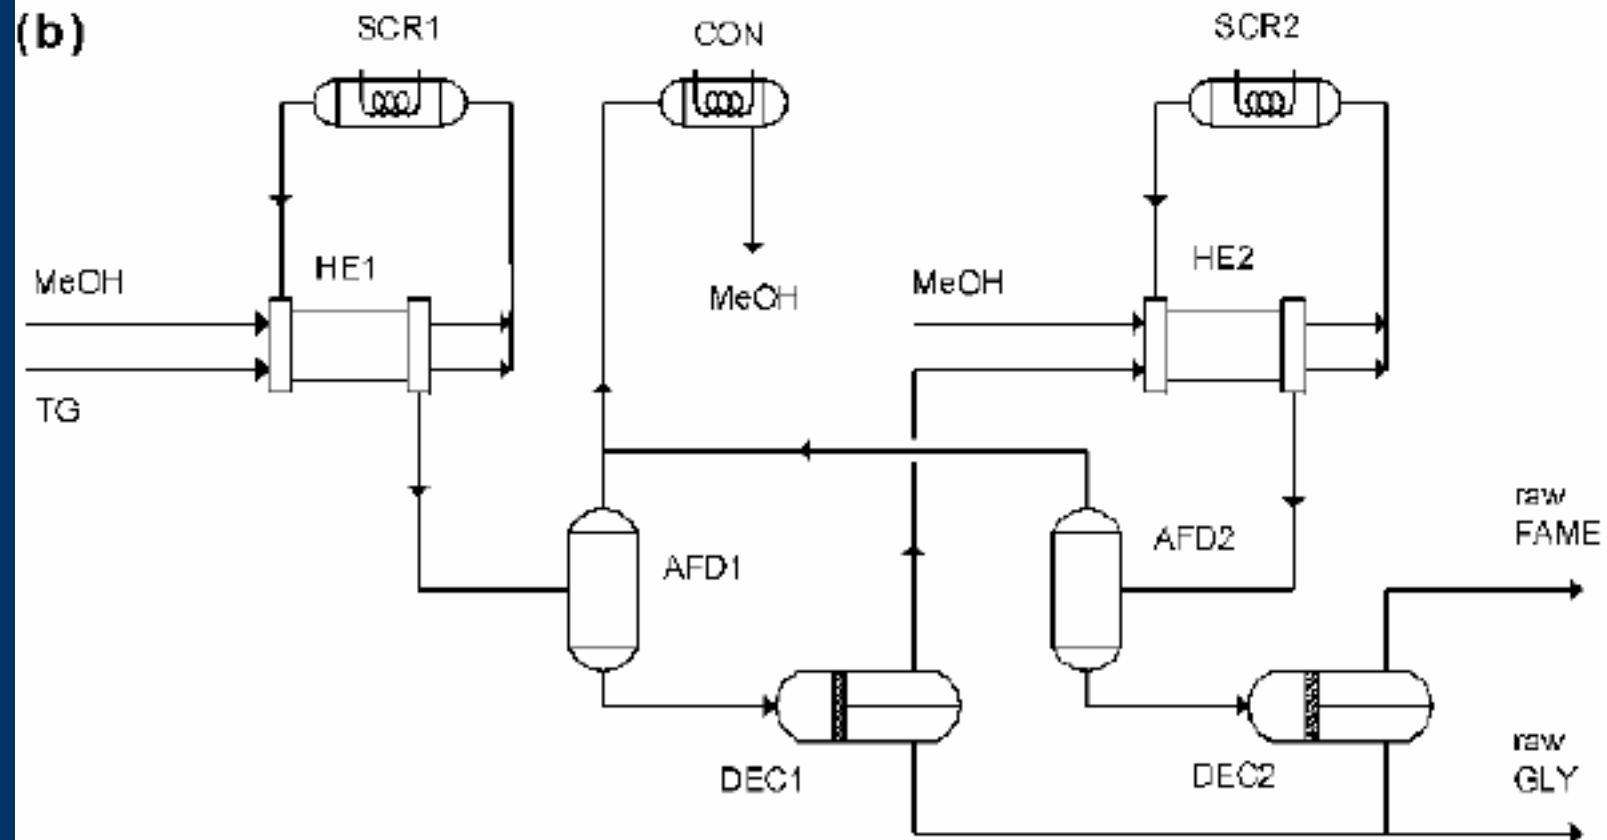 (b)
SCR1
CON
SCR2
HE1
HE2
MeOH
MeOH
MeOH
TG
raw
FAME
AFD1
AFD2
raw
GLY
DEC1
DEC2